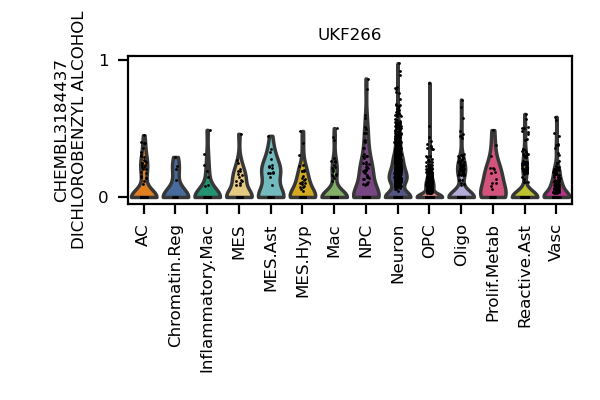 UKF266
CHEMBL3184437
DICHLOROBENZYL ALCOHOL
1
0
AC
Chromatin.Reg
Inflammatory.Mac
MES
MES.Ast
MES.Hyp
Mac
NPC
Neuron
OPC
Oligo
Prolif.Metab
Reactive.Ast
Vasc